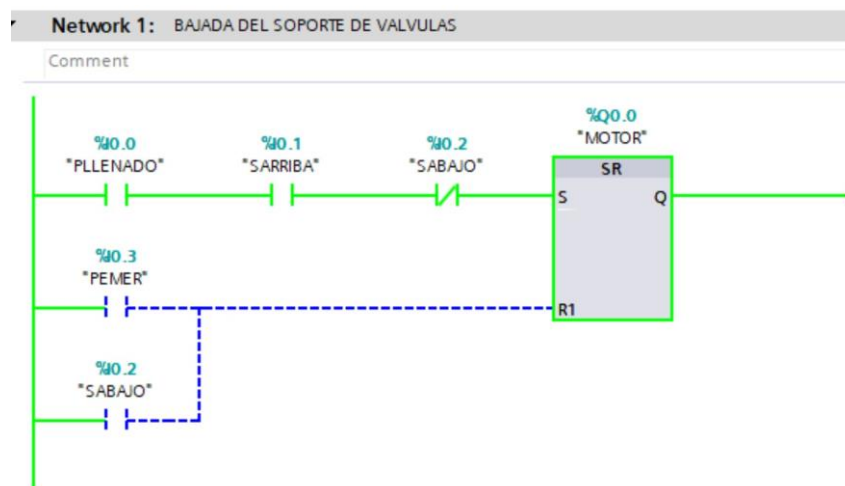 Network 1: BAJADA DEL SOPORTE DE VALVULAS
Comment
%Q0.0
"MOTOR"
%I0.0 %I0.1 %I0.2
"PLLENADO" "SARRIBA" "SABAJO"
SR
S Q
%I0.3
"PEMER"
R1
%I0.2
"SABAJO"